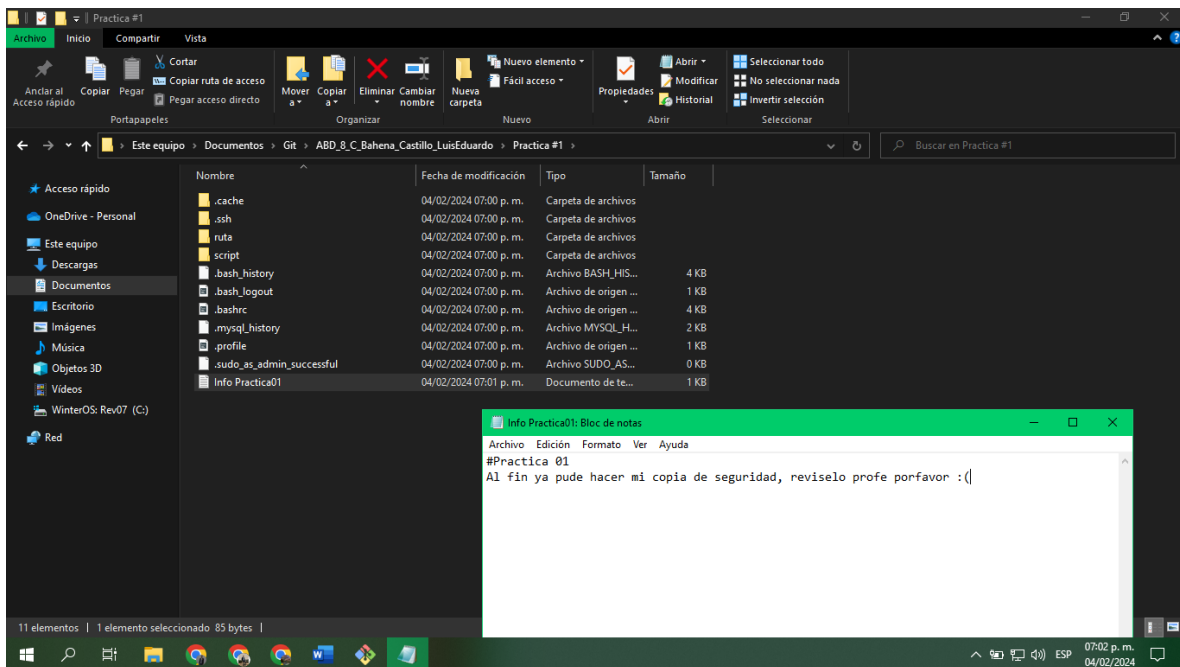 Practica #1
Archivo Inicio Compartir Vista
Anclar al Acceso rápido
Copiar
Pegar
Cortar
Copiar ruta de acceso
Pegar acceso directo
Portapapeles
Mover a
Copiar a
Eliminar
Cambiar nombre
Organizar
Nueva carpeta
Nuevo elemento
Fácil acceso
Nuevo
Propiedades
Abrir
Modificar
Historial
Abrir
Seleccionar todo
No seleccionar nada
Invertir selección
Seleccionar
Este equipo > Documentos > Git > ABD_8_C_Bahena_Castillo_LuisEduardo > Practica #1 >
Buscar en Practica #1
Acceso rápido
OneDrive - Personal
Este equipo
Descargas
Documentos
Escritorio
Imágenes
Música
Objetos 3D
Vídeos
WinterOS: Rev07 (C:)
Red
Nombre Fecha de modificación Tipo Tamaño
.cache 04/02/2024 07:00 p. m. Carpeta de archivos
.ssh 04/02/2024 07:00 p. m. Carpeta de archivos
ruta 04/02/2024 07:00 p. m. Carpeta de archivos
script 04/02/2024 07:00 p. m. Carpeta de archivos
.bash_history 04/02/2024 07:00 p. m. Archivo BASH_HIS... 4 KB
.bash_logout 04/02/2024 07:00 p. m. Archivo de origen ... 1 KB
.bashrc 04/02/2024 07:00 p. m. Archivo de origen ... 4 KB
.mysql_history 04/02/2024 07:00 p. m. Archivo MYSQL_H... 2 KB
.profile 04/02/2024 07:00 p. m. Archivo de origen ... 1 KB
.sudo_as_admin_successful 04/02/2024 07:00 p. m. Archivo SUDO_AS... 0 KB
Info Practica01 04/02/2024 07:01 p. m. Documento de te... 1 KB
Info Practica01: Bloc de notas
Archivo Edición Formato Ver Ayuda
#Practica 01
Al fin ya pude hacer mi copia de seguridad, reviselo profe porfavor :(
11 elementos | 1 elemento seleccionado 85 bytes |
ESP
07:02 p. m.
04/02/2024